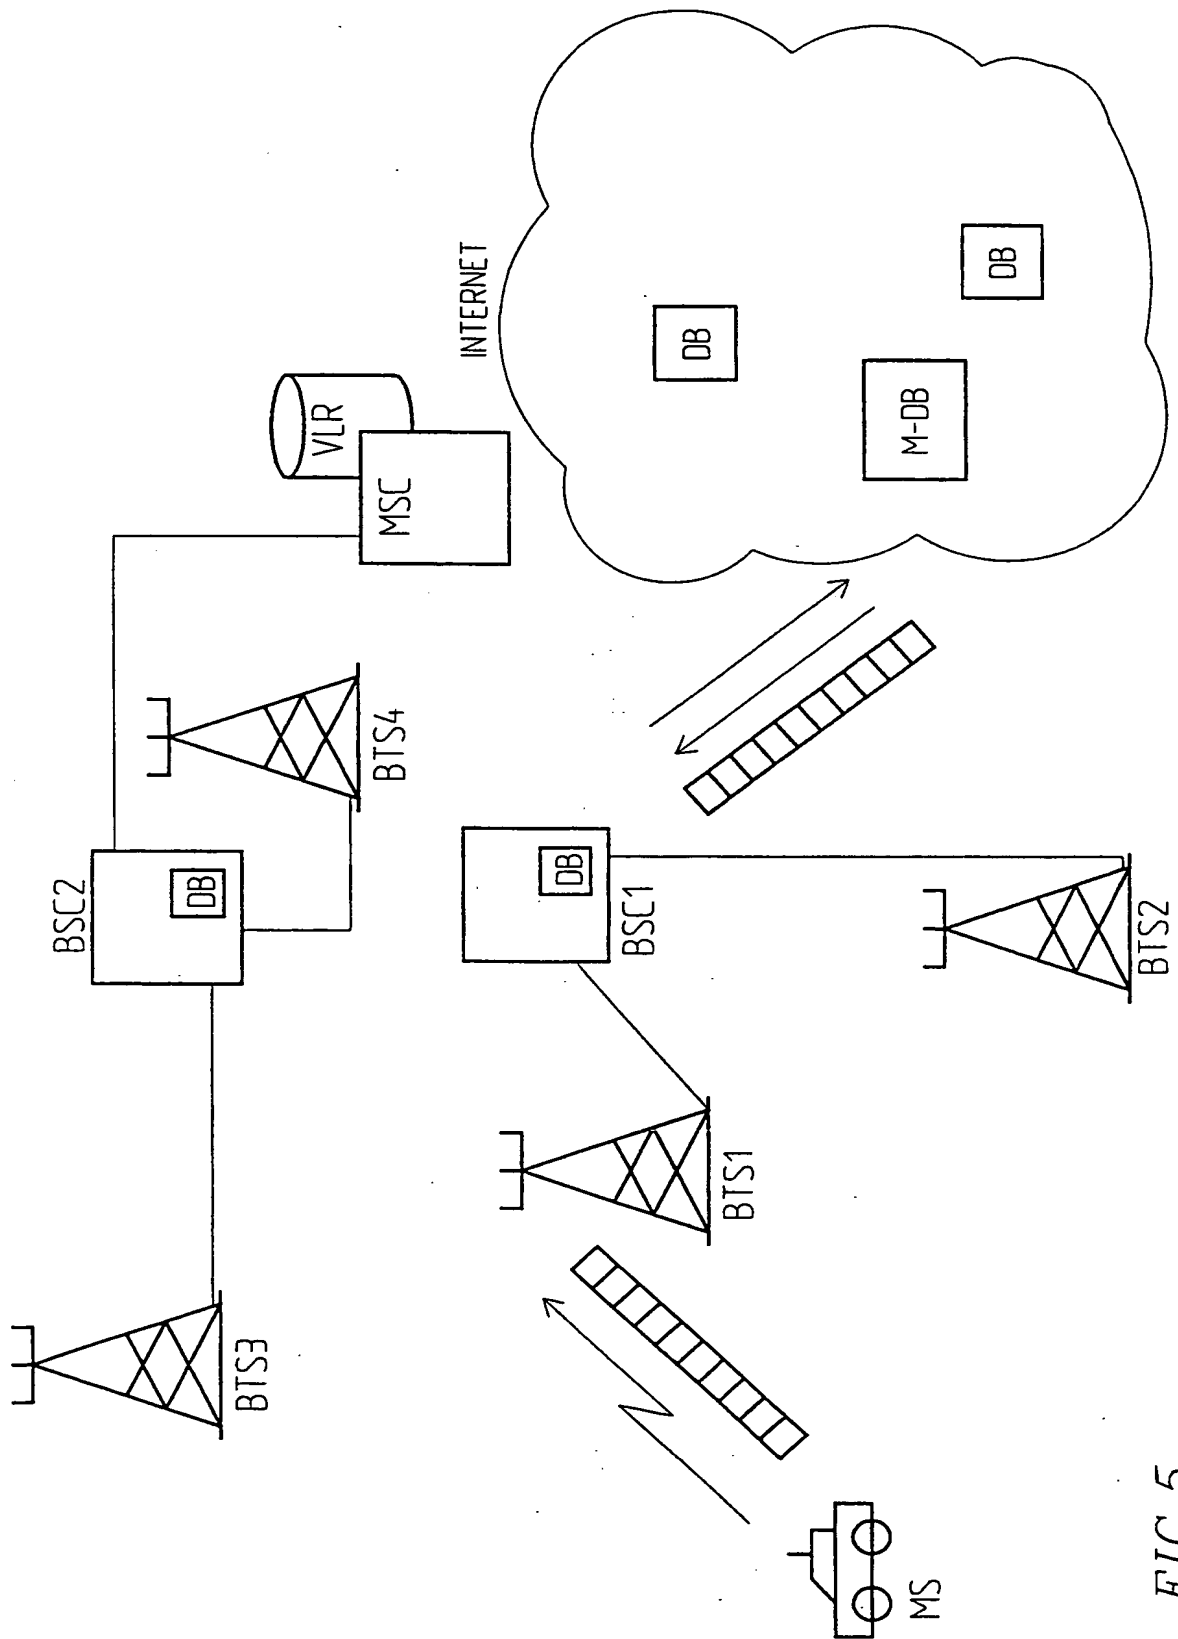 BTS3
BSC2
DB
BTS4
VLR
MSC
INTERNET
DB
M-DB
DB
DB
BSC1
BTS1
BTS2
MS
FIG. 5